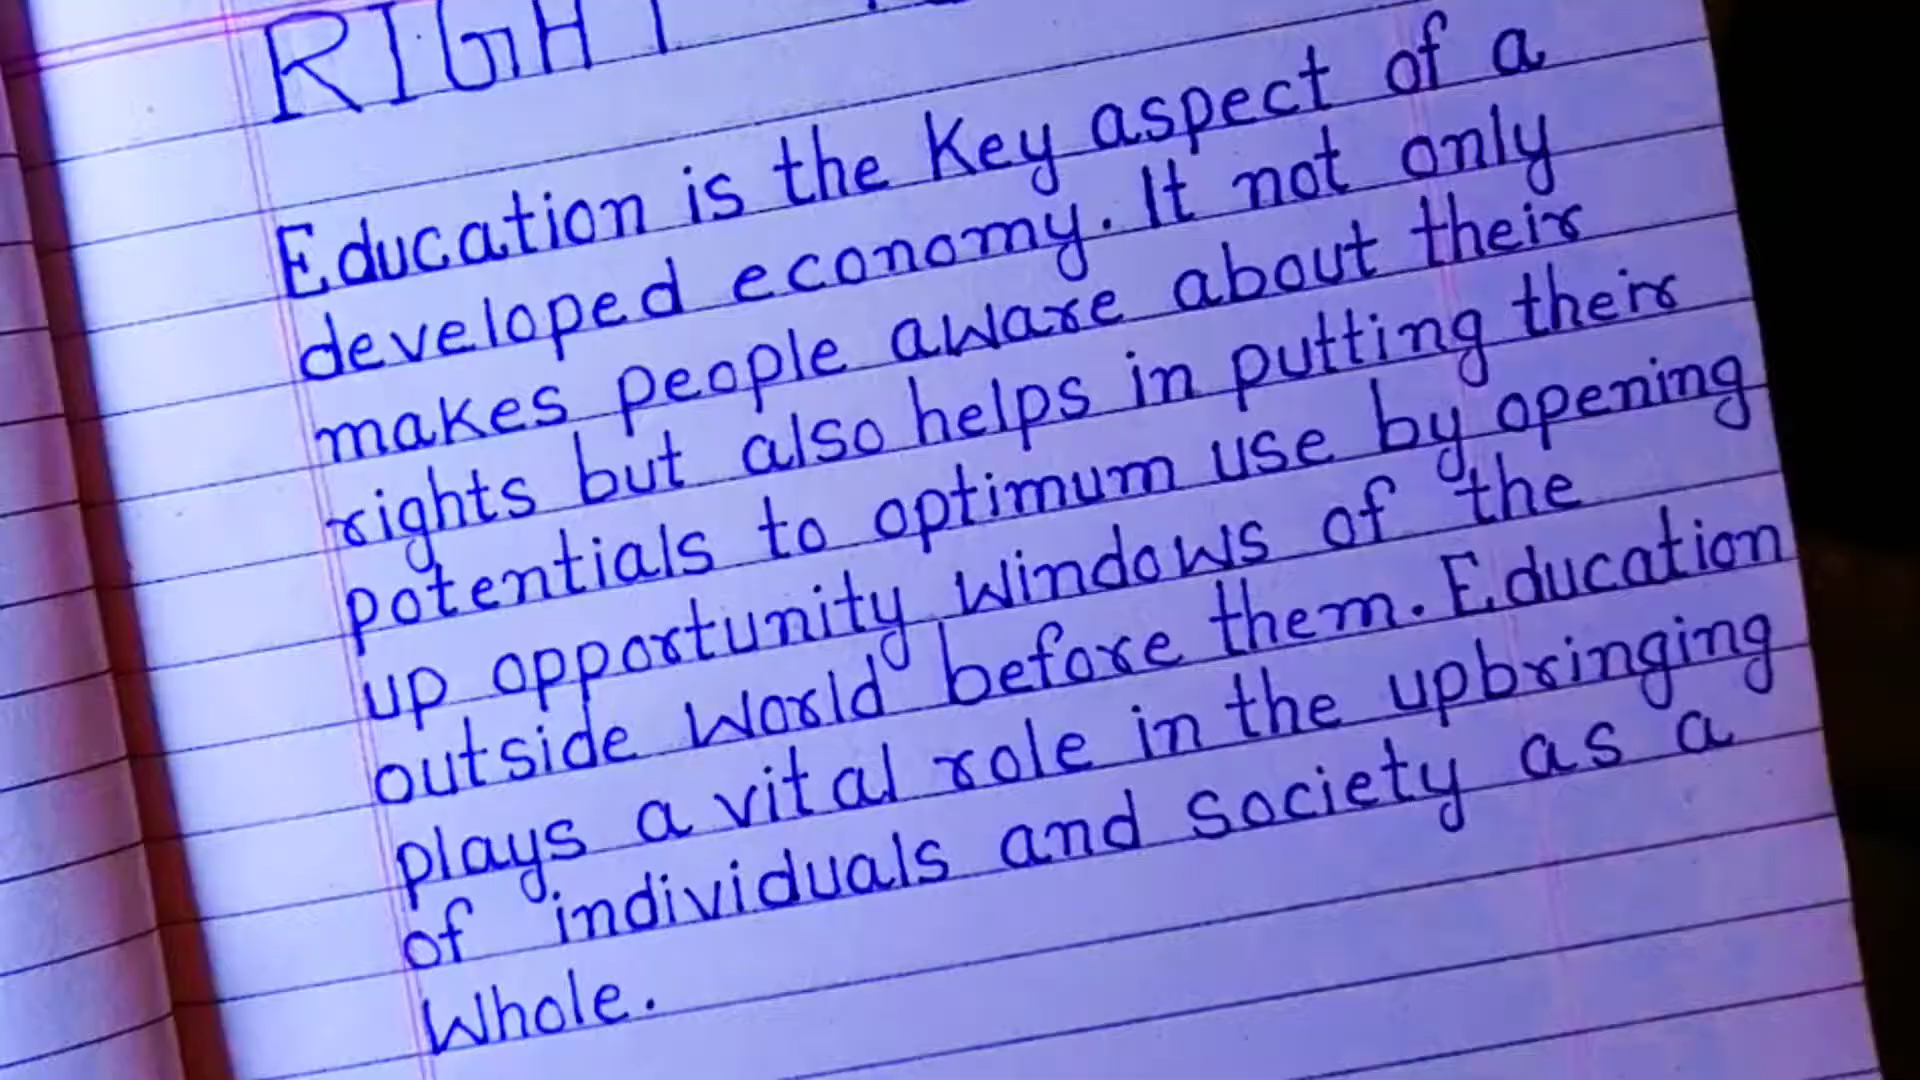 RIGHT
Education is the Key aspect of a
developed economy. It not only
makes people aware about their
rights but also helps in putting their
potentials to optimum use by opening
up opportunity windows of the
outside world before them. Education
plays a vital role in the upbringing
of individuals and society as a
Whole.